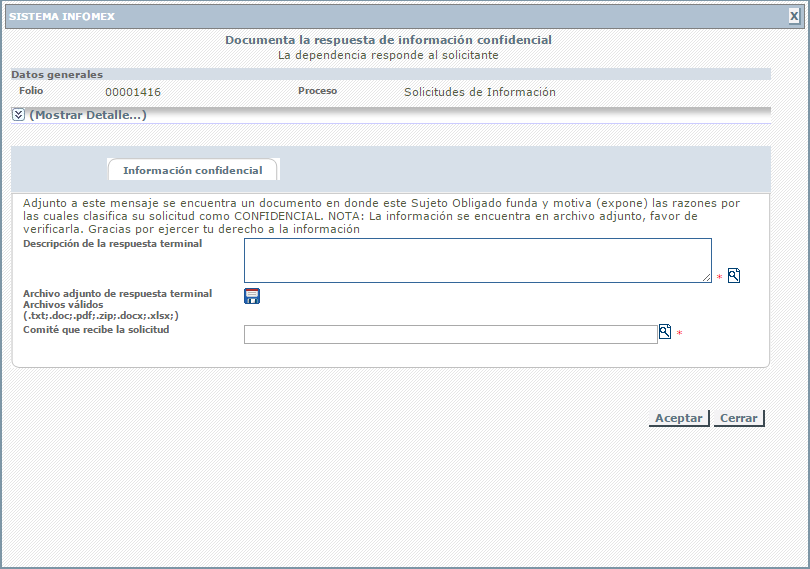 SISTEMA INFOMEX
X
Documenta la respuesta de información confidencial
La dependencia responde al solicitante
Datos generales
Folio 00001416 Proceso Solicitudes de Información
(Mostrar Detalle...)
Información confidencial
Adjunto a este mensaje se encuentra un documento en donde este Sujeto Obligado funda y motiva (expone) las razones por
las cuales clasifica su solicitud como CONFIDENCIAL. NOTA: La información se encuentra en archivo adjunto, favor de
verificarla. Gracias por ejercer tu derecho a la información
Descripción de la respuesta terminal
*
Archivo adjunto de respuesta terminal
Archivos válidos
(.txt;.doc;.pdf;.zip;.docx;.xlsx;)
Comité que recibe la solicitud *
Aceptar Cerrar